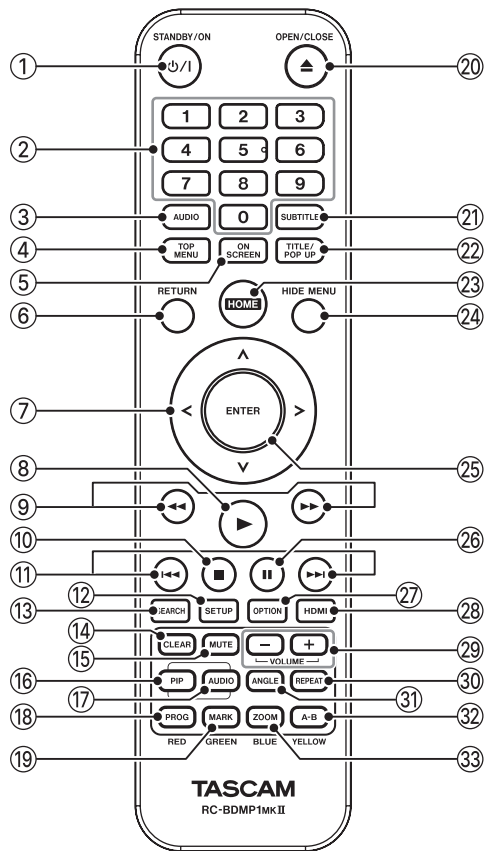 STANDBY/ON OPEN/CLOSE
1 ⏻/I 20
1 2 3
2 4 5 6
7 8 9
3 AUDIO 0 SUBTITLE 21
4 TOP MENU ON SCREEN TITLE/ POP UP 22
5
RETURN HOME HIDE MENU 23
6 24
7 ENTER 25
8
9
10 26
11
12 27
13 SEARCH SETUP OPTION HDMI 28
14 CLEAR MUTE − + 29
15 VOLUME
16 PIP AUDIO ANGLE REPEAT 30
17 31
18 PROG MARK ZOOM A-B 32
RED GREEN BLUE YELLOW
19 33
TASCAM
RC-BDMP1MKII